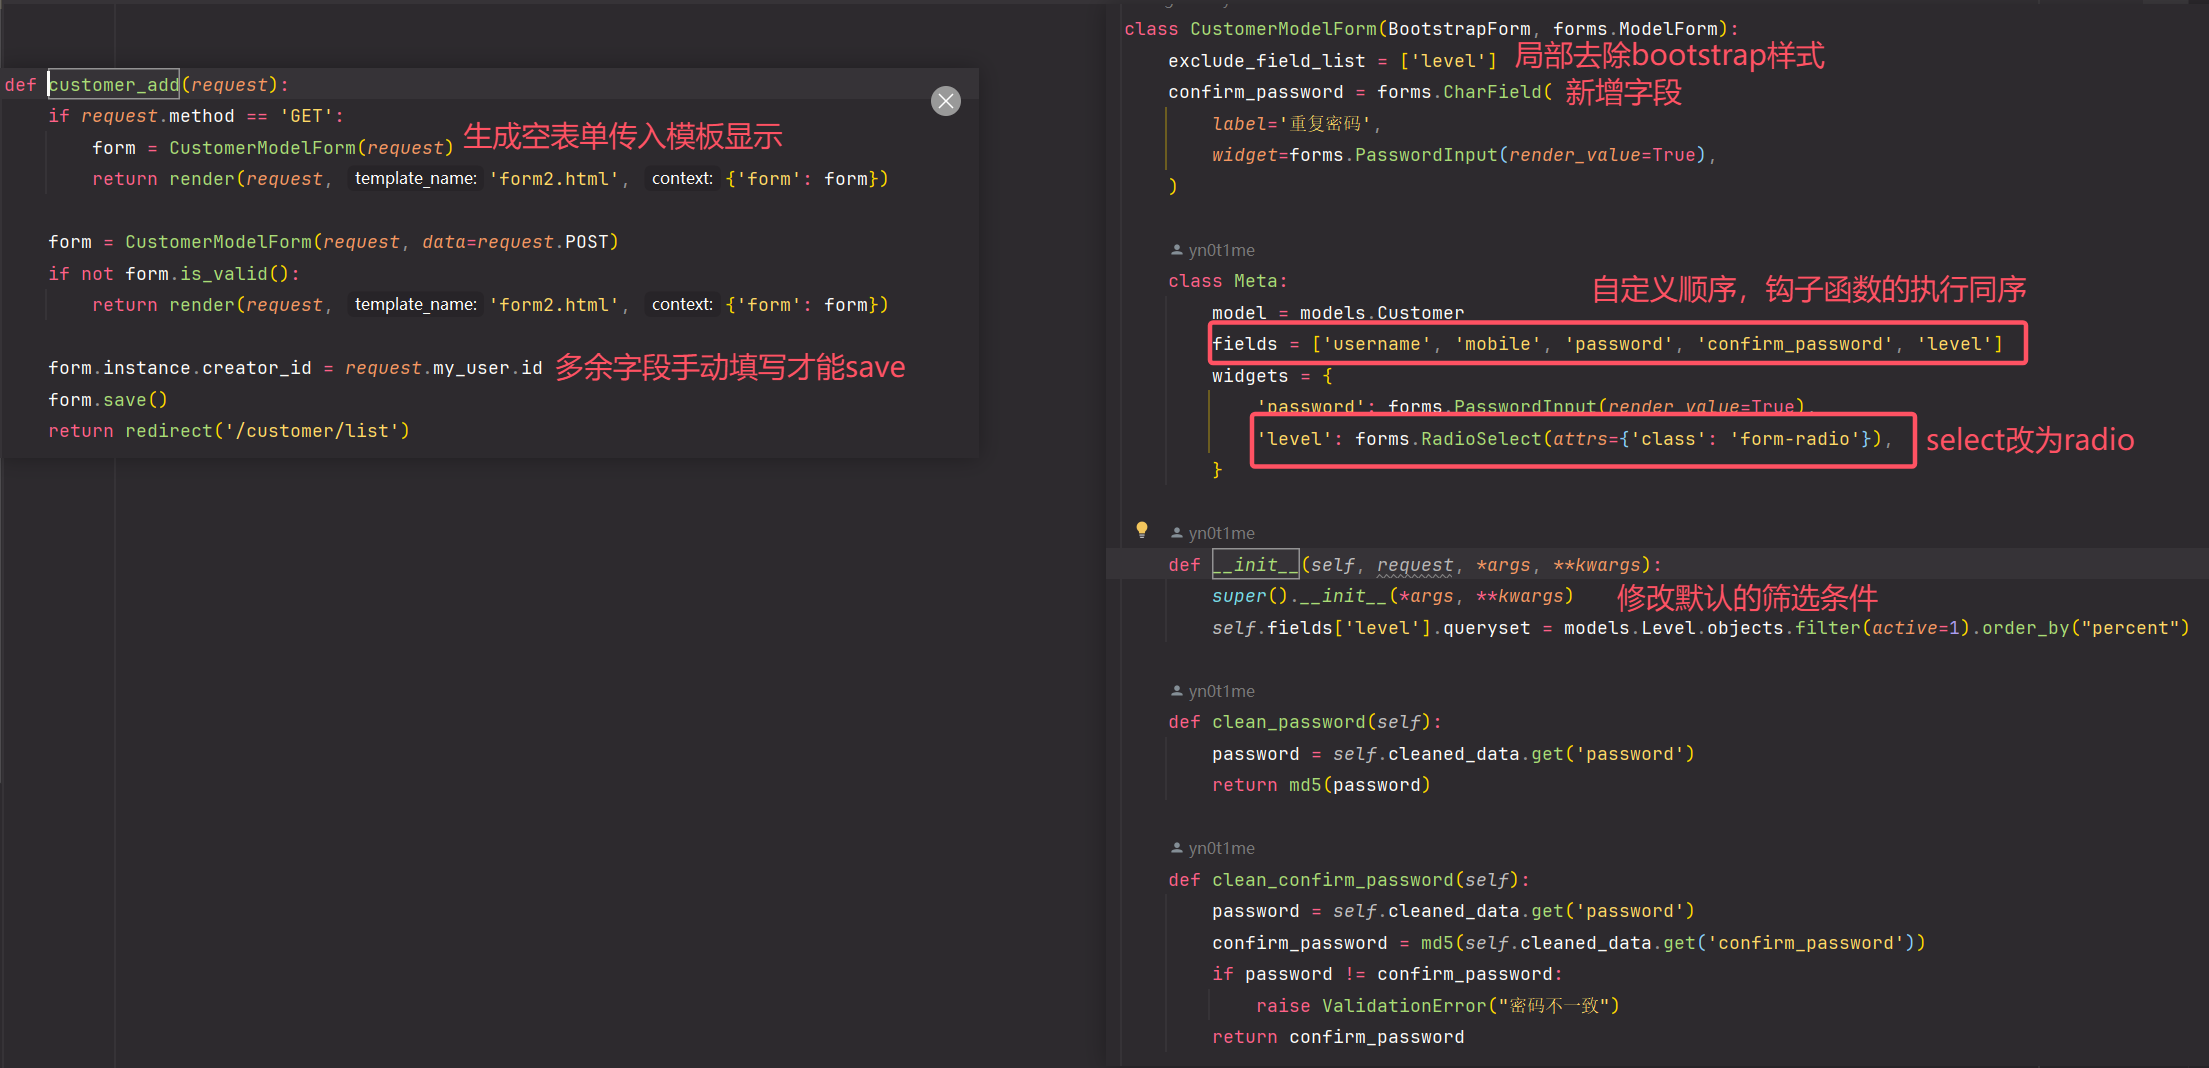 def customer_add(request):
if request.method == 'GET':
生成空表单传入模板显示
form = CustomerModelForm(request)
return render(request, template_name: 'form2.html', context: {'form': form})
form = CustomerModelForm(request, data=request.POST)
if not form.is_valid():
return render(request, template_name: 'form2.html', context: {'form': form})
form.instance.creator_id = request.my_user.id 多余字段手动填写才能save
form.save()
return redirect('/customer/list')
class CustomerModelForm(BootstrapForm, forms.ModelForm):
exclude_field_list = ['level'] 局部去除bootstrap样式
confirm_password = forms.CharField( 新增字段
label='重复密码',
widget=forms.PasswordInput(render_value=True),
)
yn0t1me
class Meta:
自定义顺序，钩子函数的执行同序
model = models.Customer
fields = ['username', 'mobile', 'password', 'confirm_password', 'level']
widgets = {
'password': forms.PasswordInput(render_value=True),
'level': forms.RadioSelect(attrs={'class': 'form-radio'}), select改为radio
}
yn0t1me
def __init__(self, request, *args, **kwargs):
super().__init__(*args, **kwargs) 修改默认的筛选条件
self.fields['level'].queryset = models.Level.objects.filter(active=1).order_by("percent")
yn0t1me
def clean_password(self):
password = self.cleaned_data.get('password')
return md5(password)
yn0t1me
def clean_confirm_password(self):
password = self.cleaned_data.get('password')
confirm_password = md5(self.cleaned_data.get('confirm_password'))
if password != confirm_password:
raise ValidationError("密码不一致")
return confirm_password